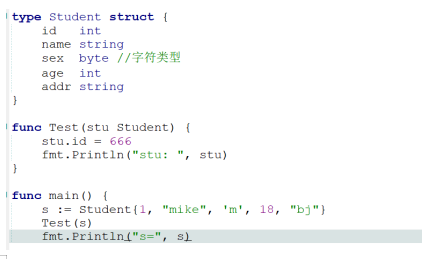 type Student struct {
id int
name string
sex byte //字符类型
age int
addr string
}
func Test(stu Student) {
stu.id = 666
fmt.Println("stu: ", stu)
}
func main() {
s := Student{1, "mike", 'm', 18, "bj"}
Test(s)
fmt.Println("s=", s)